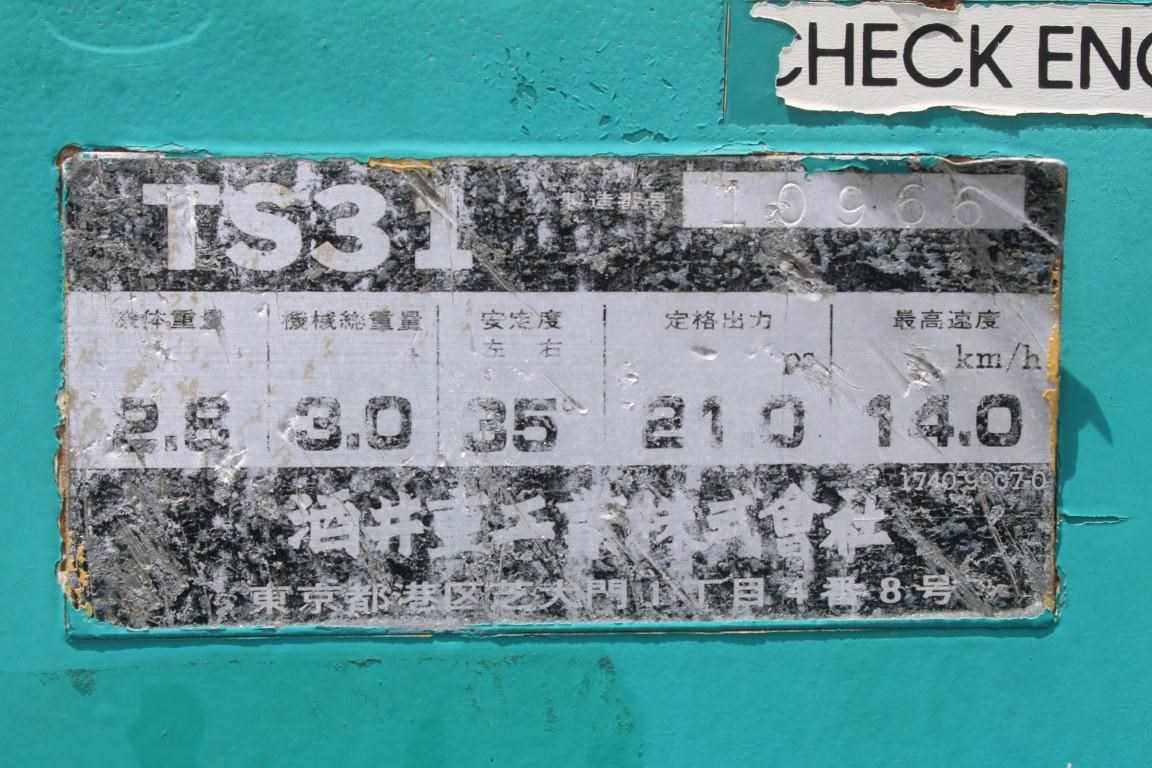 CHECK ENG
TS31 製造番号 10966
機体重量 機械総重量 安定度 定格出力 最高速度
左 右 ps km/h
2.8 3.0 35° 21 0 14.0
1740-9907-0
酒井重工業株式會社
東京都港区芝大門1丁目4番8号